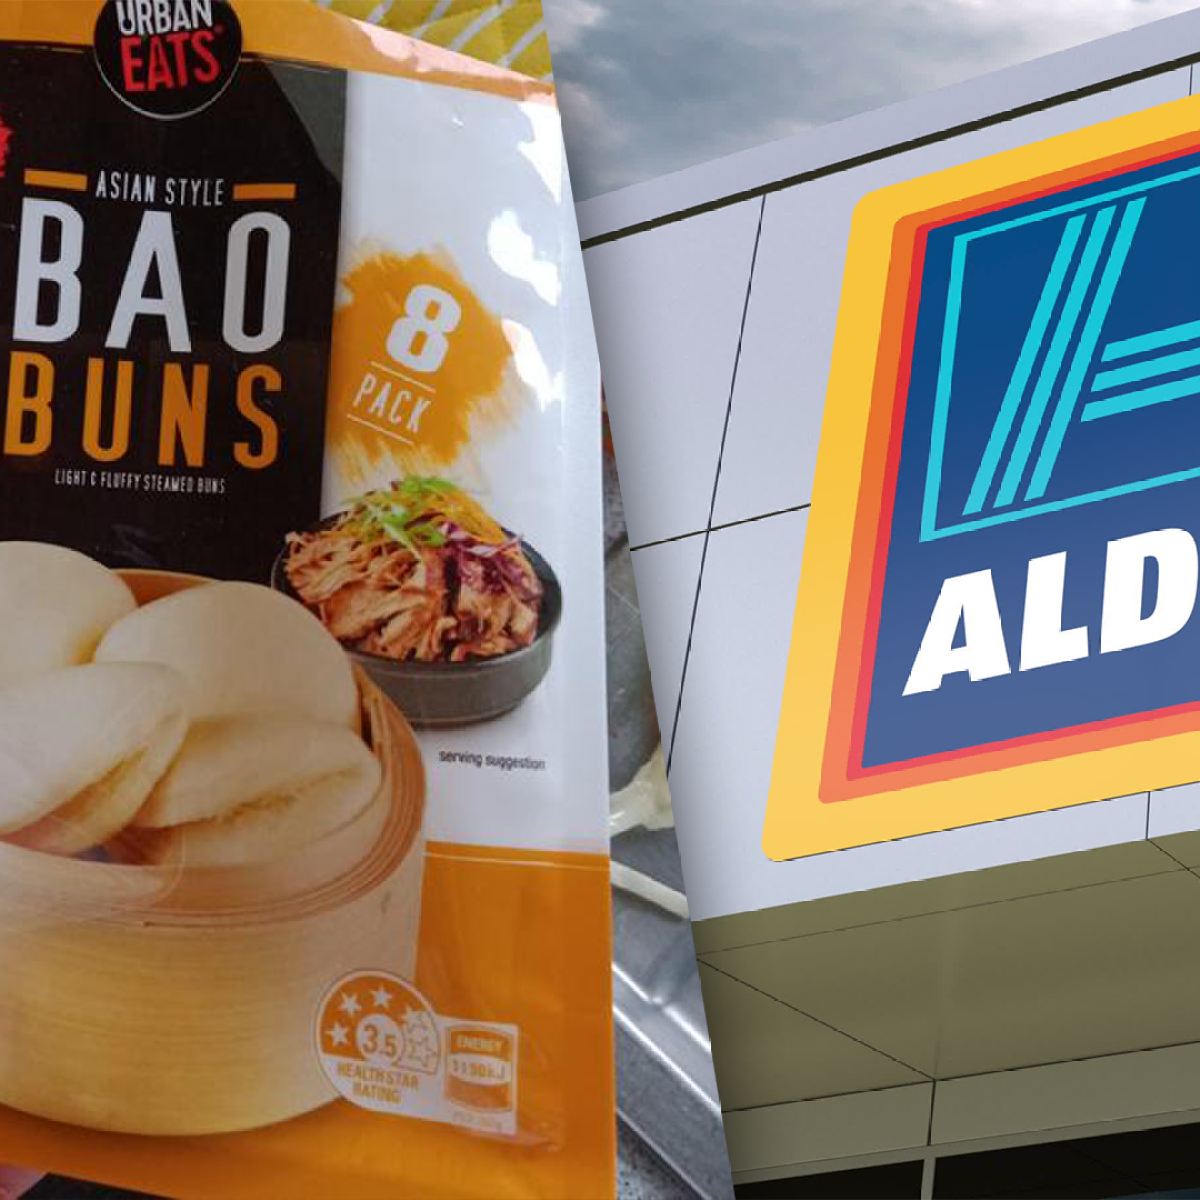 URBAN
EATS
ASIAN STYLE
BAO
BUNS
LIGHT & FLUFFY STEAMED BUNS
8
PACK
serving suggestion
3.5
HEALTH STAR
RATING
ENERGY
1190kJ
ALD